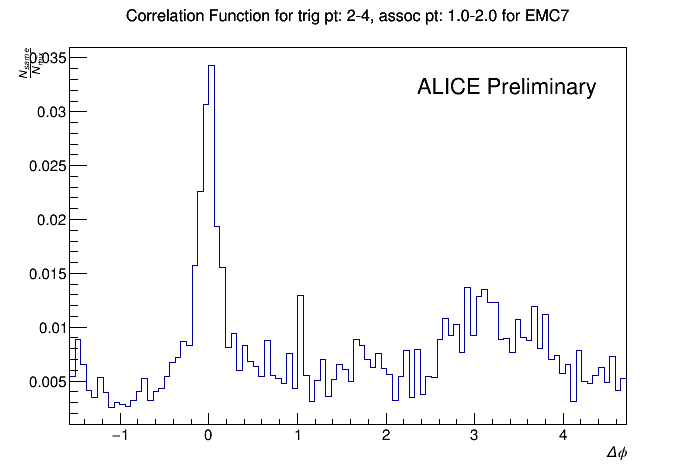 Correlation Function for trig pt: 2-4, assoc pt: 1.0-2.0 for EMC7
ALICE Preliminary
0.035
0.03
0.025
0.02
0.015
0.01
0.005
−1 0 1 2 3 4
Δϕ